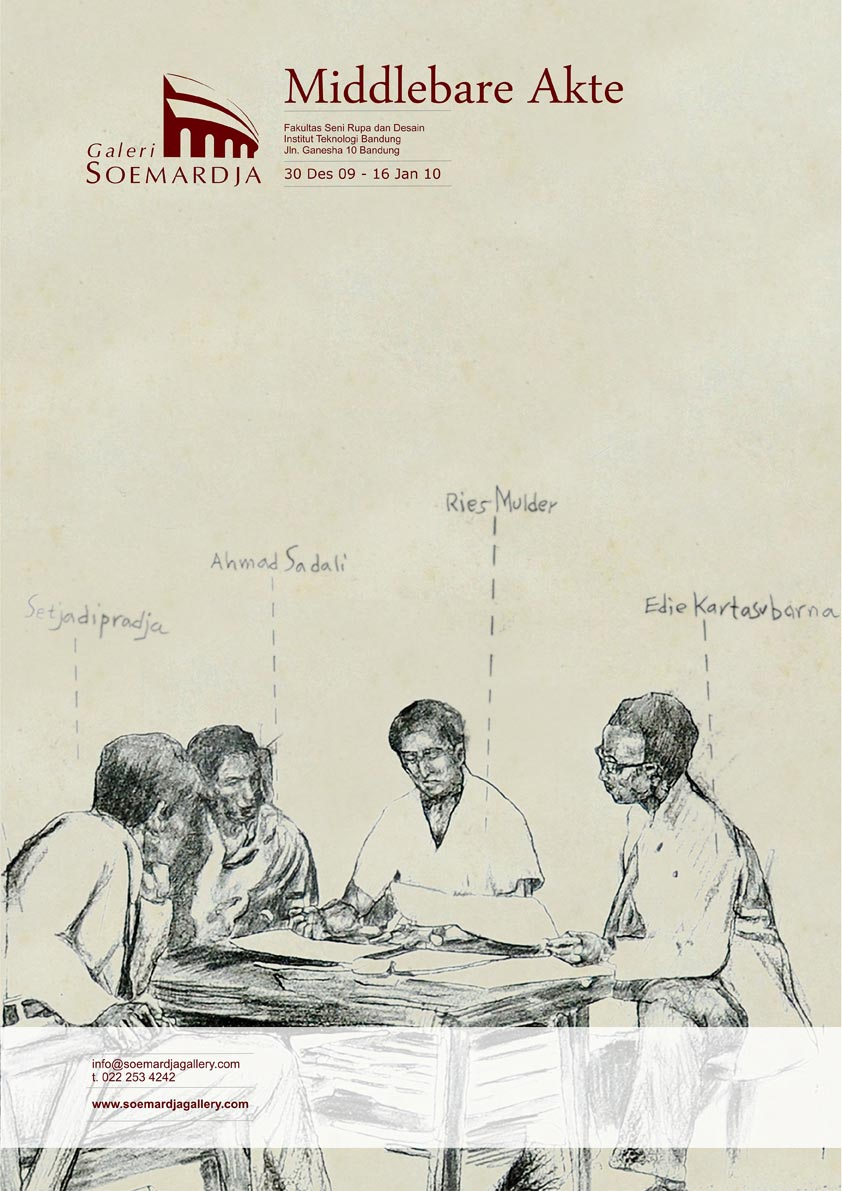 Galeri
SOEMARDJA
Middlebare Akte
Fakultas Seni Rupa dan Desain
Institut Teknologi Bandung
Jln. Ganesha 10 Bandung
30 Des 09 - 16 Jan 10
Ries Mulder
Ahmad Sadali
Setjadipradja
Edie Kartasubarna
info@soemardjagallery.com
t. 022 253 4242
www.soemardjagallery.com